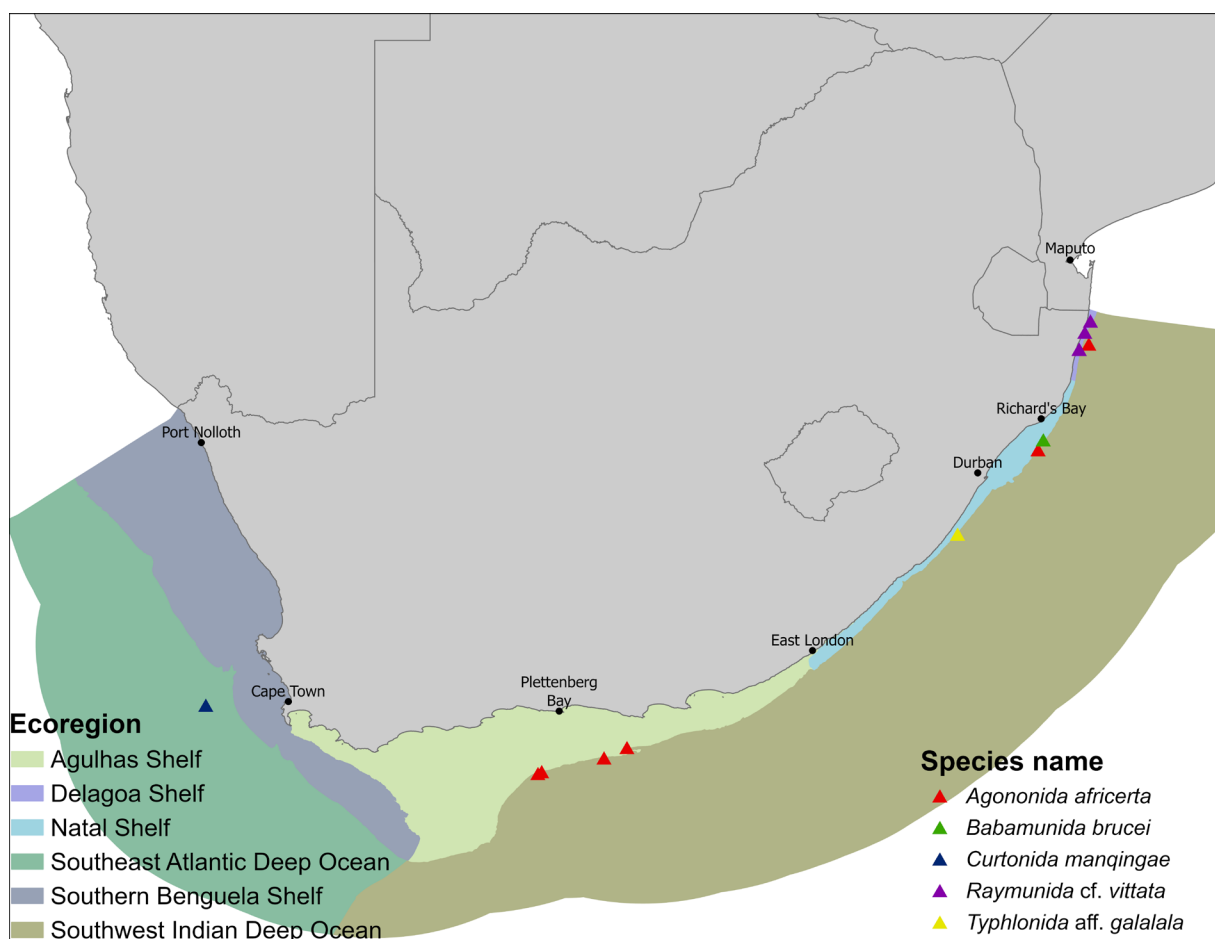 Maputo
Richard's Bay
Port Nolloth
Durban
East London
Plettenberg
Bay
Cape Town
Ecoregion
Agulhas Shelf
Delagoa Shelf
Natal Shelf
Southeast Atlantic Deep Ocean
Southern Benguela Shelf
Southwest Indian Deep Ocean
Species name
Agononida africerta
Babamunida brucei
Curtonida manqingae
Raymunida cf. vittata
Typhlonida aff. galalala